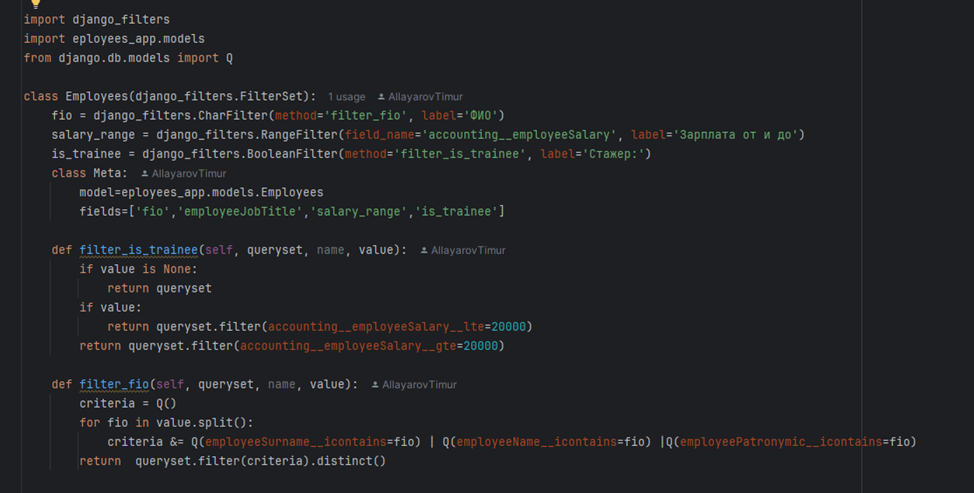 import django_filters
import eployees_app.models
from django.db.models import Q
class Employees(django_filters.FilterSet): 1 usage AllayarovTimur
    fio = django_filters.CharFilter(method='filter_fio', label='ФИО')
    salary_range = django_filters.RangeFilter(field_name='accounting__employeeSalary', label='Зарплата от и до')
    is_trainee = django_filters.BooleanFilter(method='filter_is_trainee', label='Стажер:')
    class Meta: AllayarovTimur
        model=eployees_app.models.Employees
        fields=['fio','employeeJobTitle','salary_range','is_trainee']
    def filter_is_trainee(self, queryset, name, value): AllayarovTimur
        if value is None:
            return queryset
        if value:
            return queryset.filter(accounting__employeeSalary__lte=20000)
        return queryset.filter(accounting__employeeSalary__gte=20000)
    def filter_fio(self, queryset, name, value): AllayarovTimur
        criteria = Q()
        for fio in value.split():
            criteria &= Q(employeeSurname__icontains=fio) | Q(employeeName__icontains=fio) |Q(employeePatronymic__icontains=fio)
        return  queryset.filter(criteria).distinct()